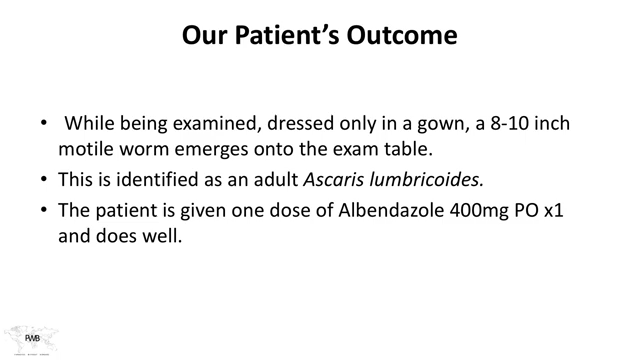 Our Patient’s Outcome
• While being examined, dressed only in a gown, a 8-10 inch
motile worm emerges onto the exam table.
• This is identified as an adult Ascaris lumbricoides.
• The patient is given one dose of Albendazole 400mg PO x1
and does well.
PWB